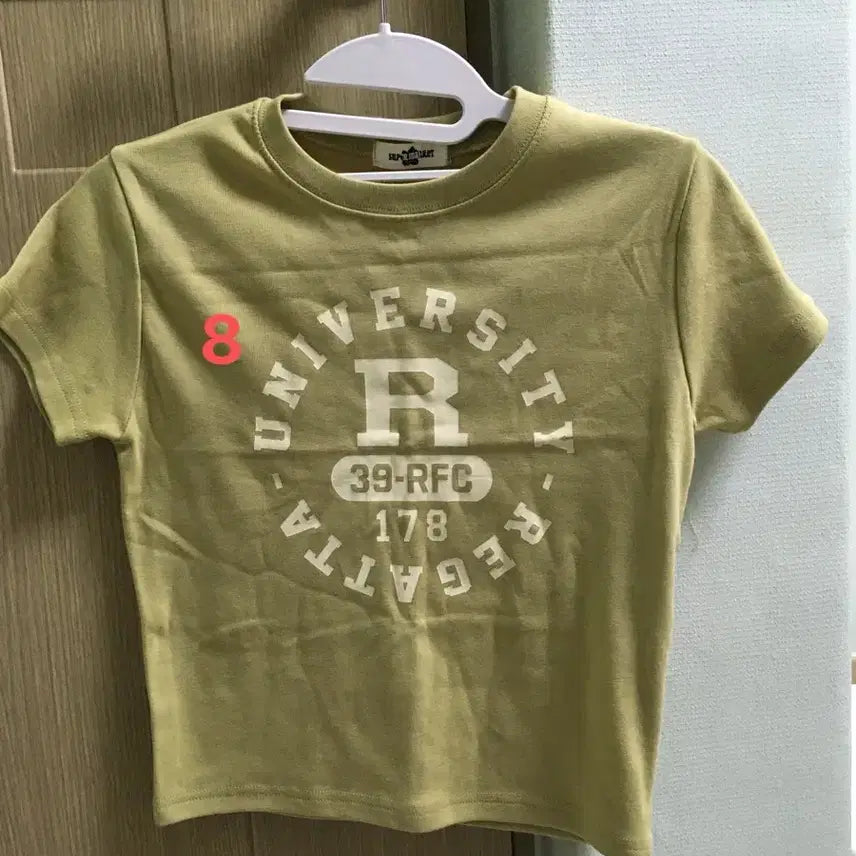 8
UNIVERSITY
R
39-RFC
178
- REGATTA -